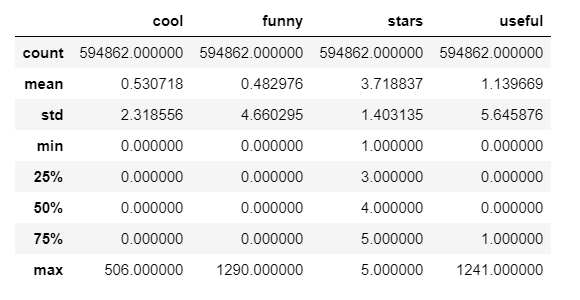 cool funny stars useful
count 594862.000000 594862.000000 594862.000000 594862.000000
mean 0.530718 0.482976 3.718837 1.139669
std 2.318556 4.660295 1.403135 5.645876
min 0.000000 0.000000 1.000000 0.000000
25% 0.000000 0.000000 3.000000 0.000000
50% 0.000000 0.000000 4.000000 0.000000
75% 0.000000 0.000000 5.000000 1.000000
max 506.000000 1290.000000 5.000000 1241.000000